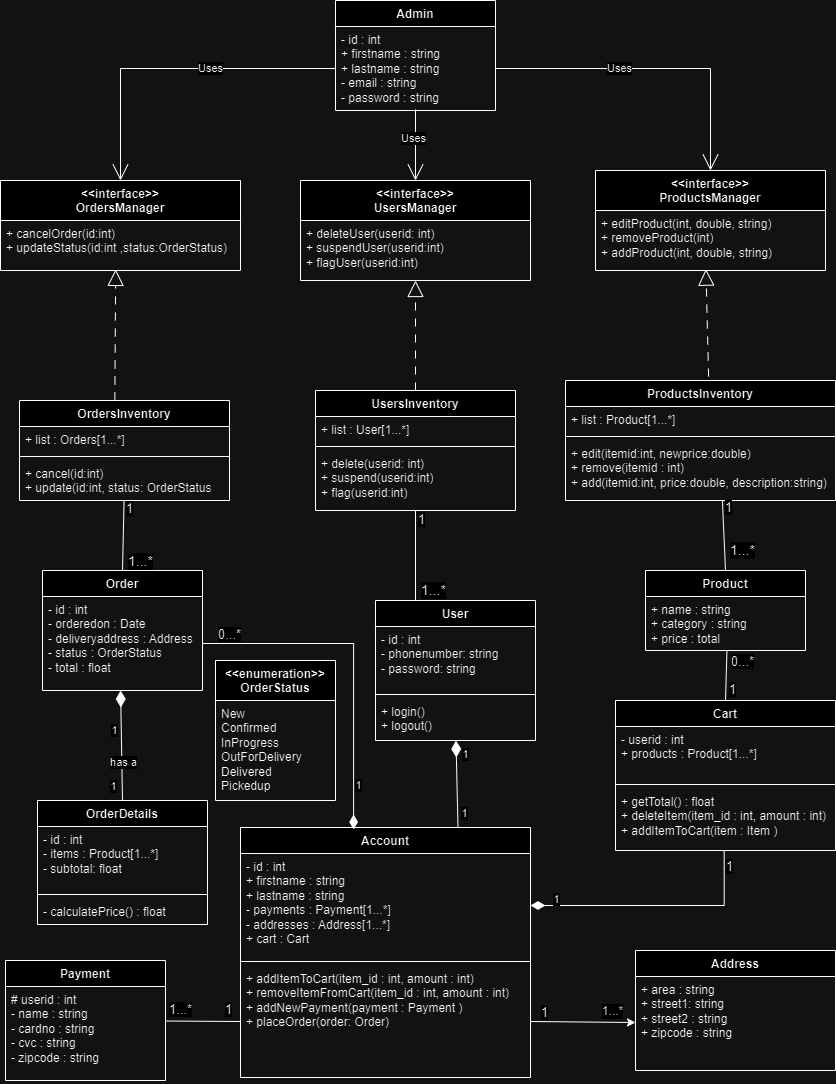 Admin
- id : int
+ firstname : string
+ lastname : string
- email : string
- password : string
Uses
Uses
Uses
<<interface>>
OrdersManager
+ cancelOrder(id:int)
+ updateStatus(id:int ,status:OrderStatus)
<<interface>>
UsersManager
+ deleteUser(userid: int)
+ suspendUser(userid:int)
+ flagUser(userid:int)
<<interface>>
ProductsManager
+ editProduct(int, double, string)
+ removeProduct(int)
+ addProduct(int, double, string)
OrdersInventory
+ list : Orders[1...*]
+ cancel(id:int)
+ update(id:int, status: OrderStatus
UsersInventory
+ list : User[1...*]
+ delete(userid: int)
+ suspend(userid:int)
+ flag(userid:int)
ProductsInventory
+ list : Product[1...*]
+ edit(itemid:int, newprice:double)
+ remove(itemid : int)
+ add(itemid:int, price:double, description:string)
1
1...*
1
1...*
1
1...*
Order
- id : int
- orderedon : Date
- deliveryaddress : Address
- status : OrderStatus
- total : float
0...*
<<enumeration>>
OrderStatus
New
Confirmed
InProgress
OutForDelivery
Delivered
Pickedup
User
- id : int
- phonenumber: string
- password: string
+ login()
+ logout()
Product
+ name : string
+ category : string
+ price : total
0...*
1
Cart
- userid : int
+ products : Product[1...*]
+ getTotal() : float
+ deleteItem(item_id : int, amount : int)
+ addItemToCart(item : Item )
1
has a
1
1
1
1
OrderDetails
- id : int
- items : Product[1...*]
- subtotal: float
- calculatePrice() : float
Account
- id : int
+ firstname : string
+ lastname : string
- payments : Payment[1...*]
- addresses : Address[1...*]
+ cart : Cart
+ addItemToCart(item_id : int, amount : int)
+ removeItemFromCart(item_id : int, amount : int)
+ addNewPayment(payment : Payment )
+ placeOrder(order: Order)
1
1
Payment
# userid : int
- name : string
- cardno : string
- cvc : string
- zipcode : string
1...*
1
1
1...*
Address
+ area : string
+ street1: string
+ street2 : string
+ zipcode : string